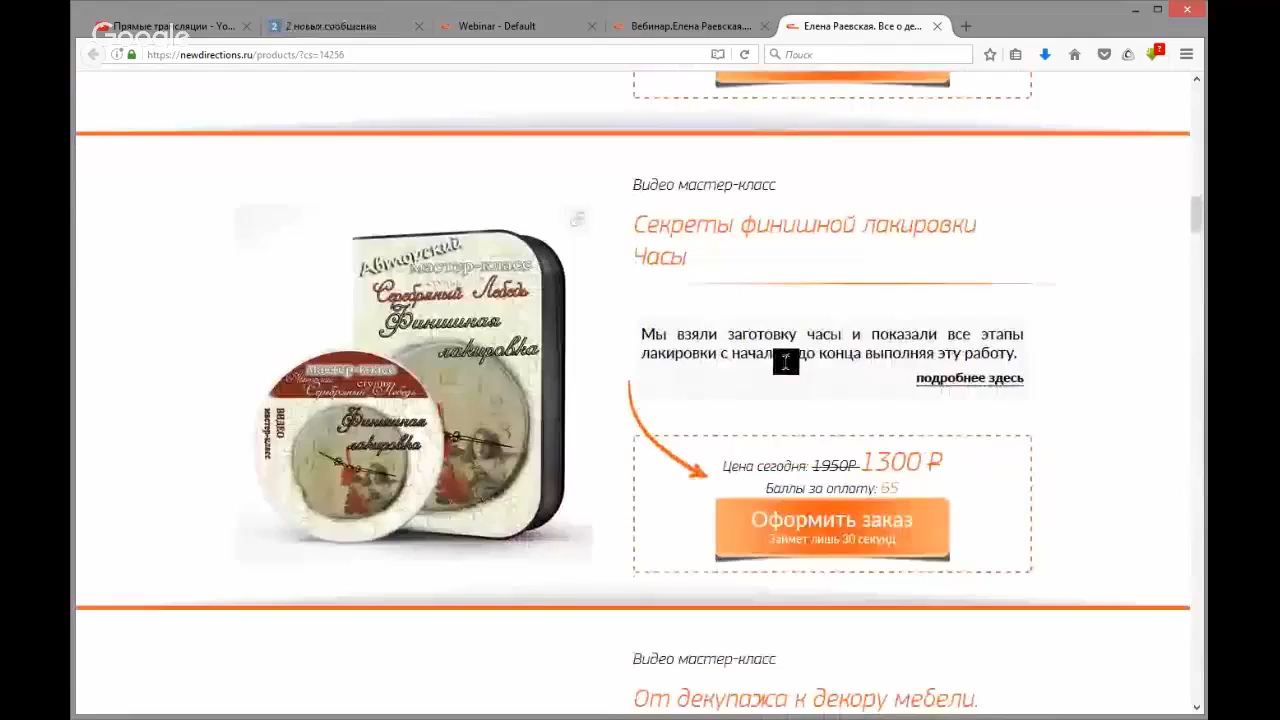 Прямые трансляции - Yo...
2 новых сообщения
Webinar - Default
Вебинар.Елена Раевская....
Елена Раевская. Все о де...
Google
https://newdirections.ru/products/?cs=14256
Поиск
?
Видео мастер-класс
Секреты финишной лакировки
Часы
Авторский
мастер-класс
Серебряный Лебедь
Финишная
лакировка
мастер-класс
студия
Серебряный Лебедь
ВИДЕО
мастер-класс
Финишная
лакировка
Мы взяли заготовку часы и показали все этапы
лакировки с начала до конца выполняя эту работу.
подробнее здесь
Цена сегодня: 1950Р 1300 ₽
Баллы за оплату: 65
Оформить заказ
Займет лишь 30 секунд
Видео мастер-класс
От декупажа к декору мебели.